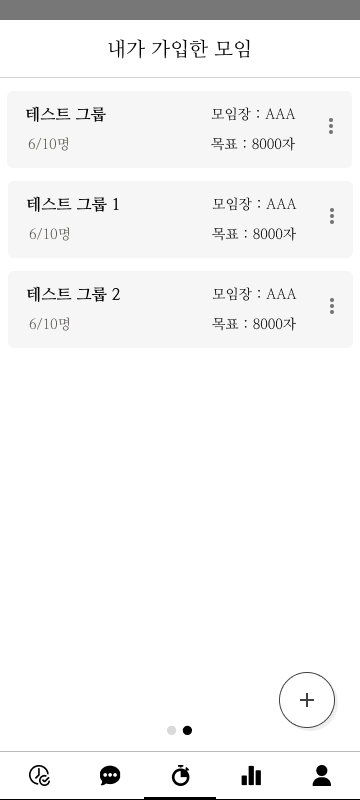 내가 가입한 모임
테스트 그룹
모임장 : AAA
6/10명
목표 : 8000자
테스트 그룹 1
모임장 : AAA
6/10명
목표 : 8000자
테스트 그룹 2
모임장 : AAA
6/10명
목표 : 8000자